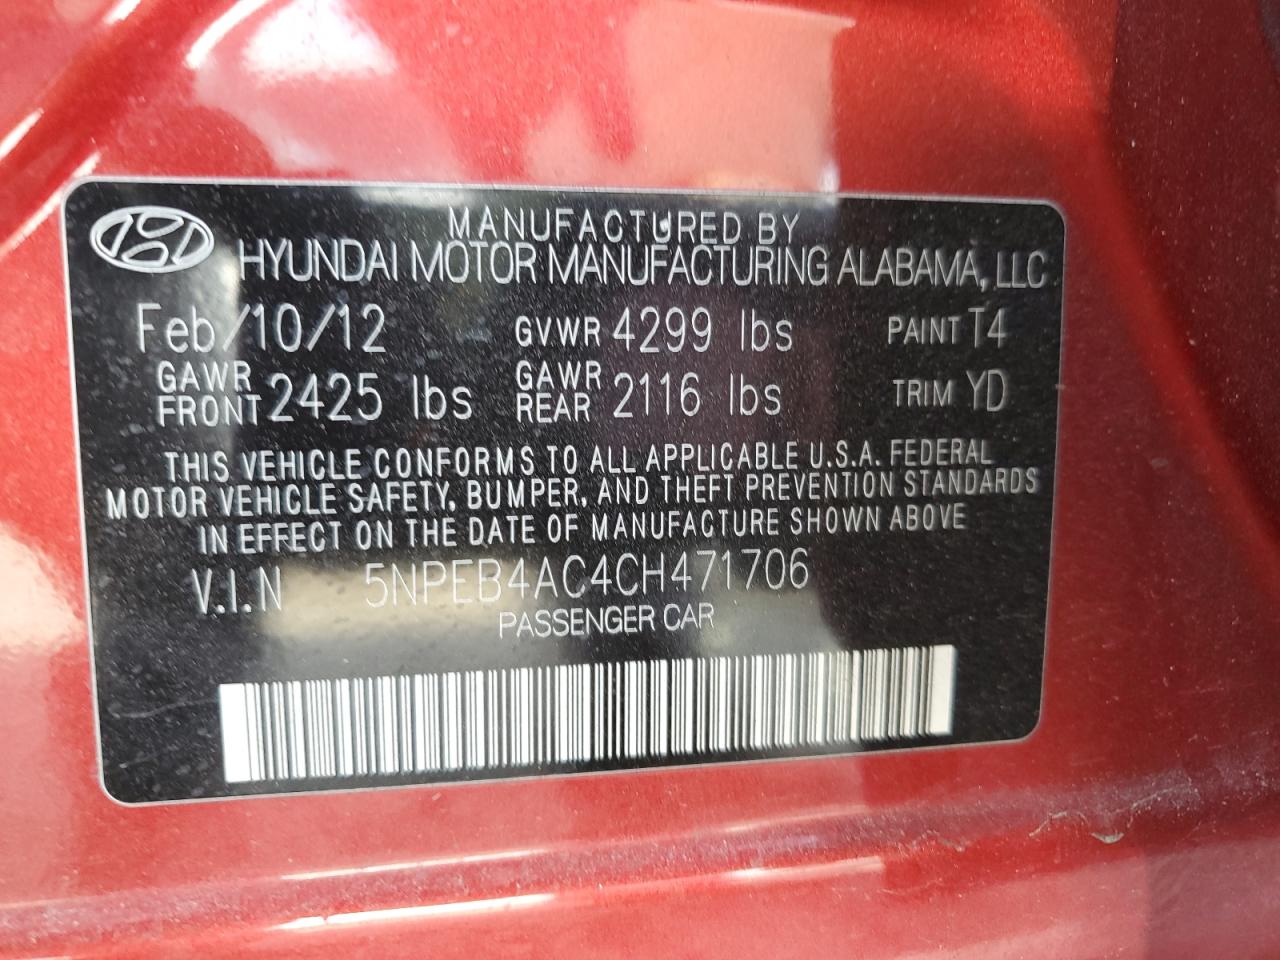 MANUFACTURED BY
HYUNDAI MOTOR MANUFACTURING ALABAMA, LLC
Feb/10/12 GVWR 4299 lbs PAINT T4
GAWR FRONT 2425 lbs GAWR REAR 2116 lbs TRIM YD
THIS VEHICLE CONFORMS TO ALL APPLICABLE U.S.A. FEDERAL
MOTOR VEHICLE SAFETY, BUMPER, AND THEFT PREVENTION STANDARDS
IN EFFECT ON THE DATE OF MANUFACTURE SHOWN ABOVE
V.I.N 5NPEB4AC4CH471706
PASSENGER CAR